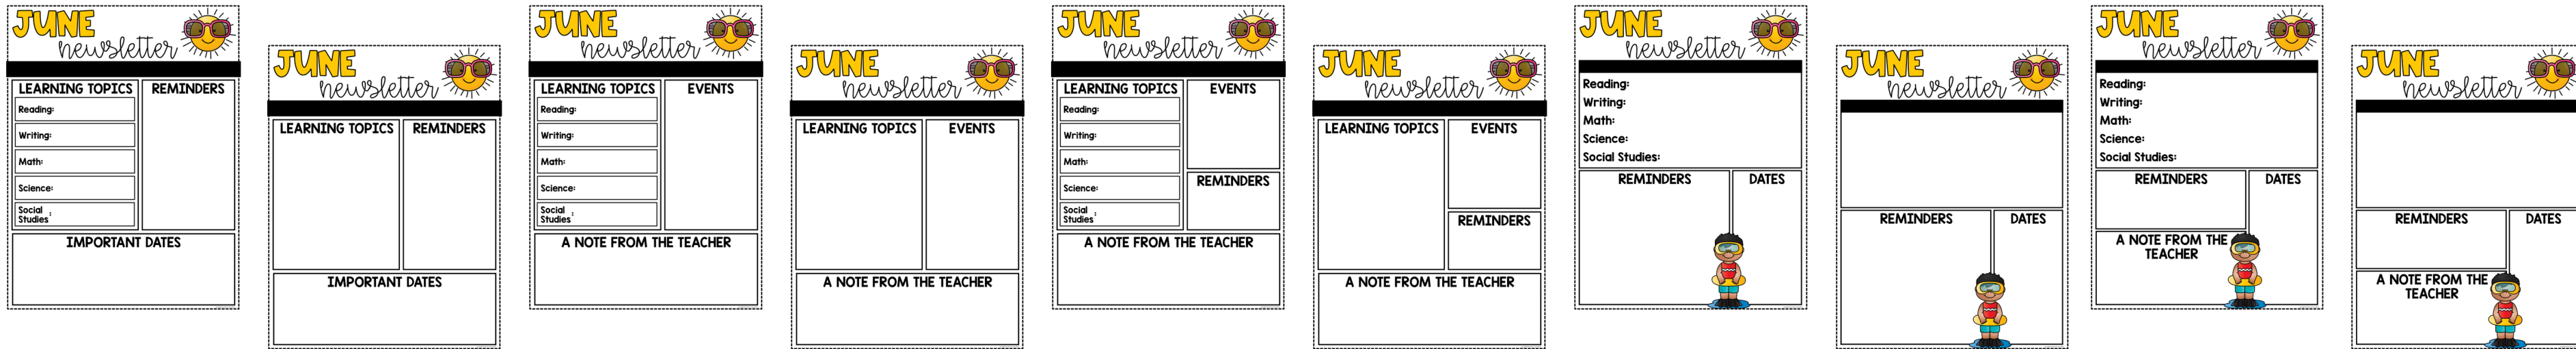 JUNE
newsletter
LEARNING TOPICS
Reading:
Writing:
Math:
Science:
Social
Studies :
REMINDERS
IMPORTANT DATES
JUNE
newsletter
LEARNING TOPICS
REMINDERS
IMPORTANT DATES
JUNE
newsletter
LEARNING TOPICS
Reading:
Writing:
Math:
Science:
Social
Studies :
EVENTS
A NOTE FROM THE TEACHER
JUNE
newsletter
LEARNING TOPICS
EVENTS
A NOTE FROM THE TEACHER
JUNE
newsletter
LEARNING TOPICS
Reading:
Writing:
Math:
Science:
Social
Studies :
EVENTS
REMINDERS
A NOTE FROM THE TEACHER
JUNE
newsletter
LEARNING TOPICS
EVENTS
REMINDERS
A NOTE FROM THE TEACHER
JUNE
newsletter
Reading:
Writing:
Math:
Science:
Social Studies:
REMINDERS
DATES
JUNE
newsletter
REMINDERS
DATES
JUNE
newsletter
Reading:
Writing:
Math:
Science:
Social Studies:
REMINDERS
DATES
A NOTE FROM THE
TEACHER
JUNE
newsletter
REMINDERS
DATES
A NOTE FROM THE
TEACHER